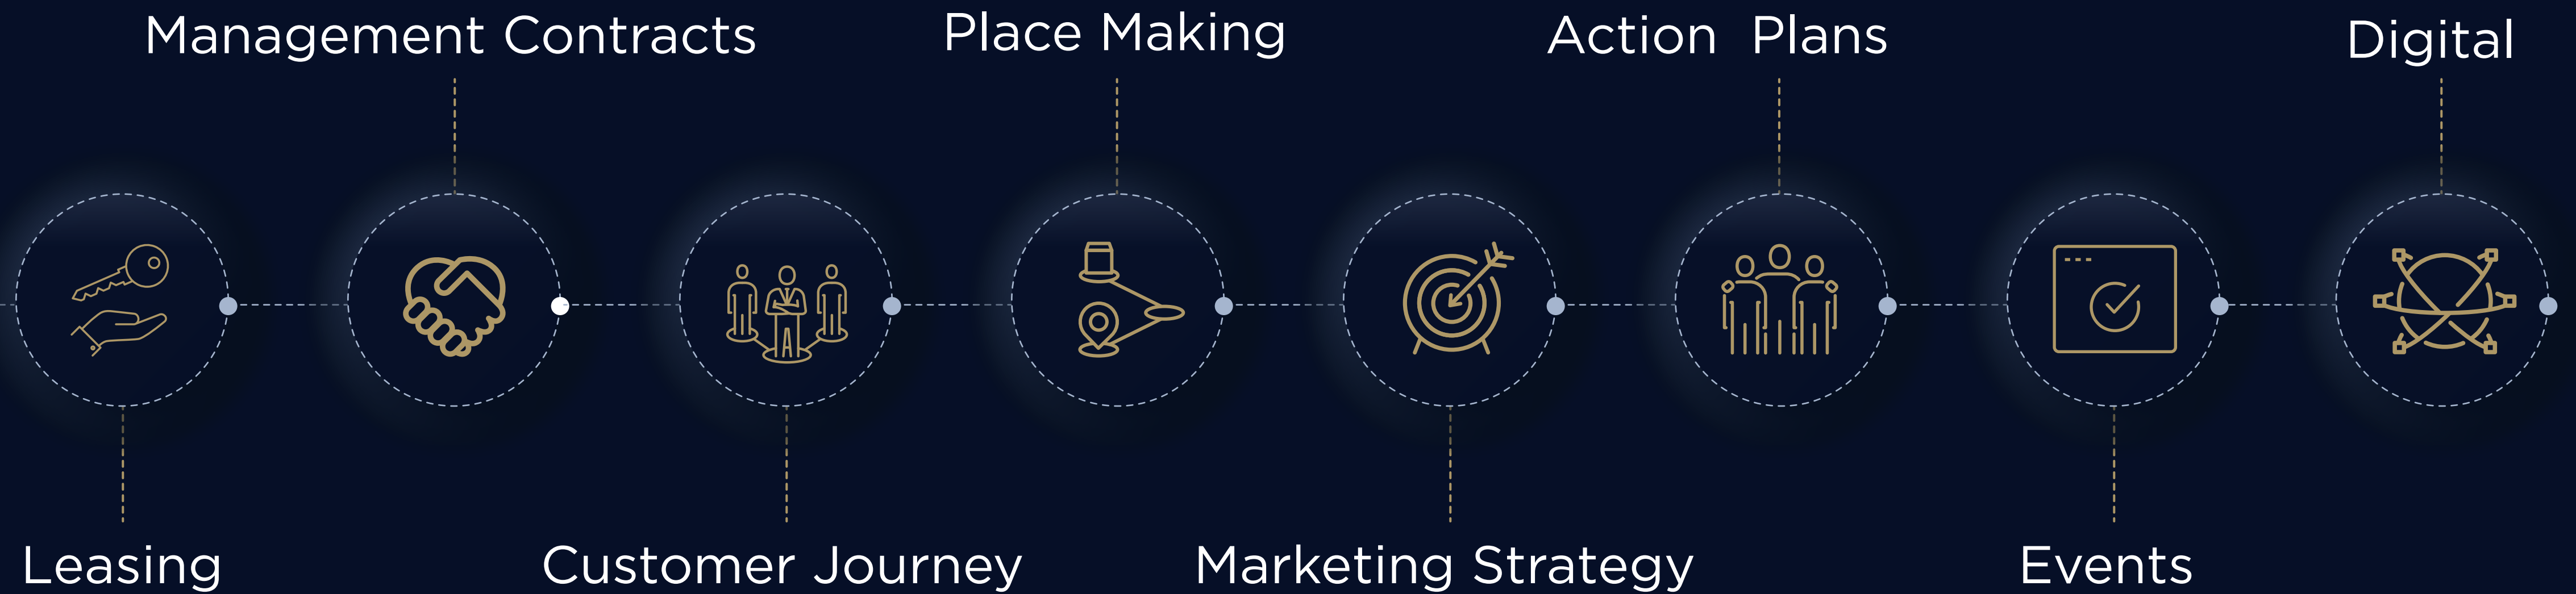 Management Contracts
Place Making
Action Plans
Digital
Leasing
Customer Journey
Marketing Strategy
Events